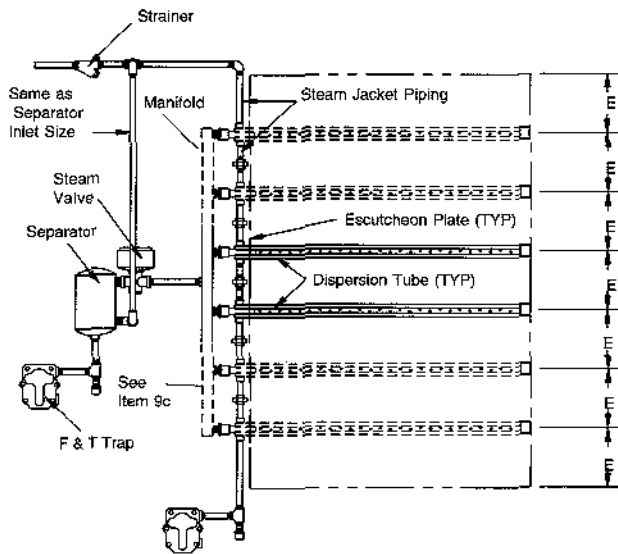 Strainer
Same as
Separator
Inlet Size
Manifold
Steam Jacket Piping
Steam
Valve
Separator
Escutcheon Plate (TYP)
Dispersion Tube (TYP)
See
Item 9c
F & T Trap
E
E
E
E
E
E
E